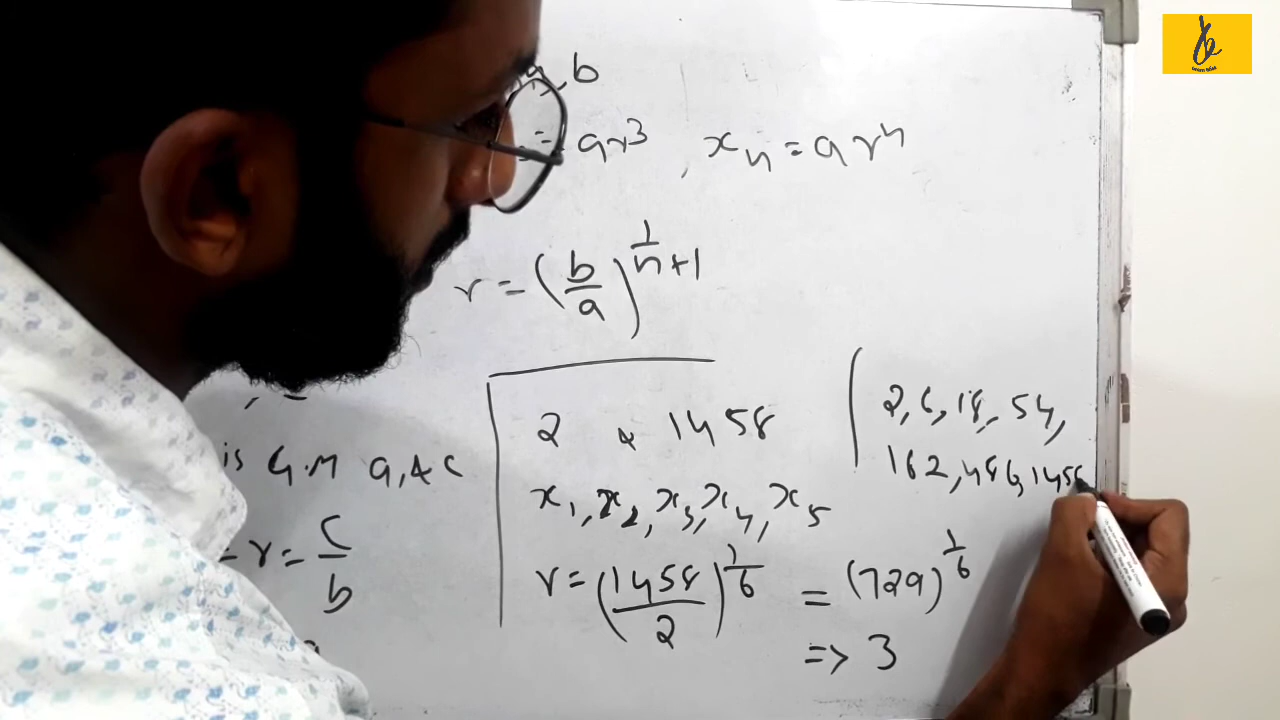 a, b
= ar³ , xₙ = arⁿ
r = (b/a)^(1/n + 1)
is G.M a, & c
r = c/b
2 & 1458
x₁, x₂, x₃, x₄, x₅
r = (1458/2)^(1/6) = (729)^(1/6)
=> 3
2, 6, 18, 54,
162, 486, 1458